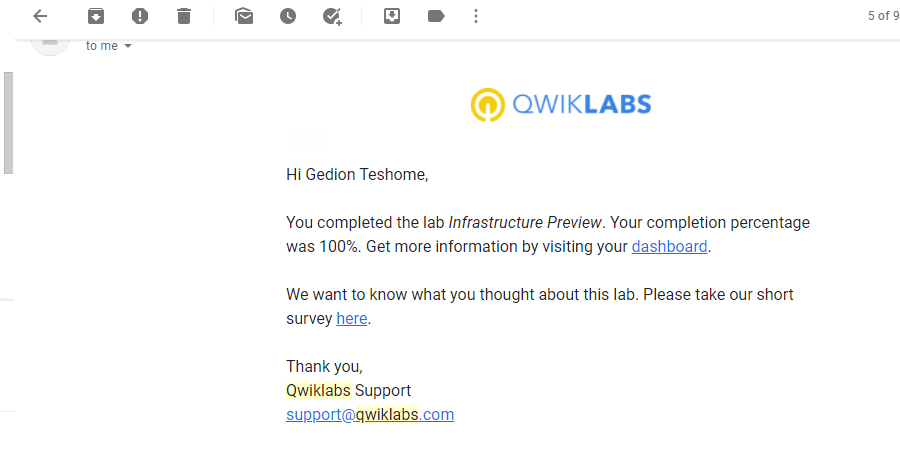 5 of 9
to me
QWIKLABS
Hi Gedion Teshome,
You completed the lab Infrastructure Preview. Your completion percentage
was 100%. Get more information by visiting your dashboard.
We want to know what you thought about this lab. Please take our short
survey here.
Thank you,
Qwiklabs Support
support@qwiklabs.com